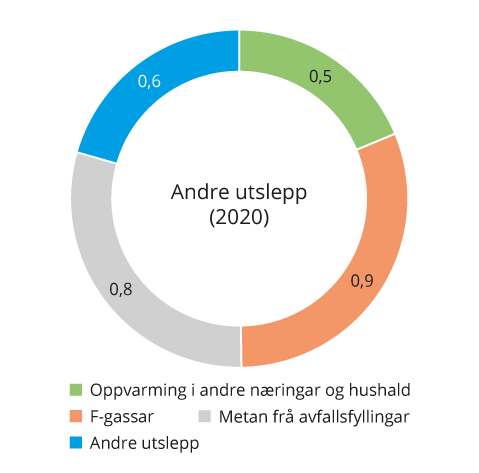 0,6
0,5
Andre utslepp
(2020)
0,8
0,9
Oppvarming i andre næringar og hushald
F-gassar
Metan frå avfallsfyllingar
Andre utslepp